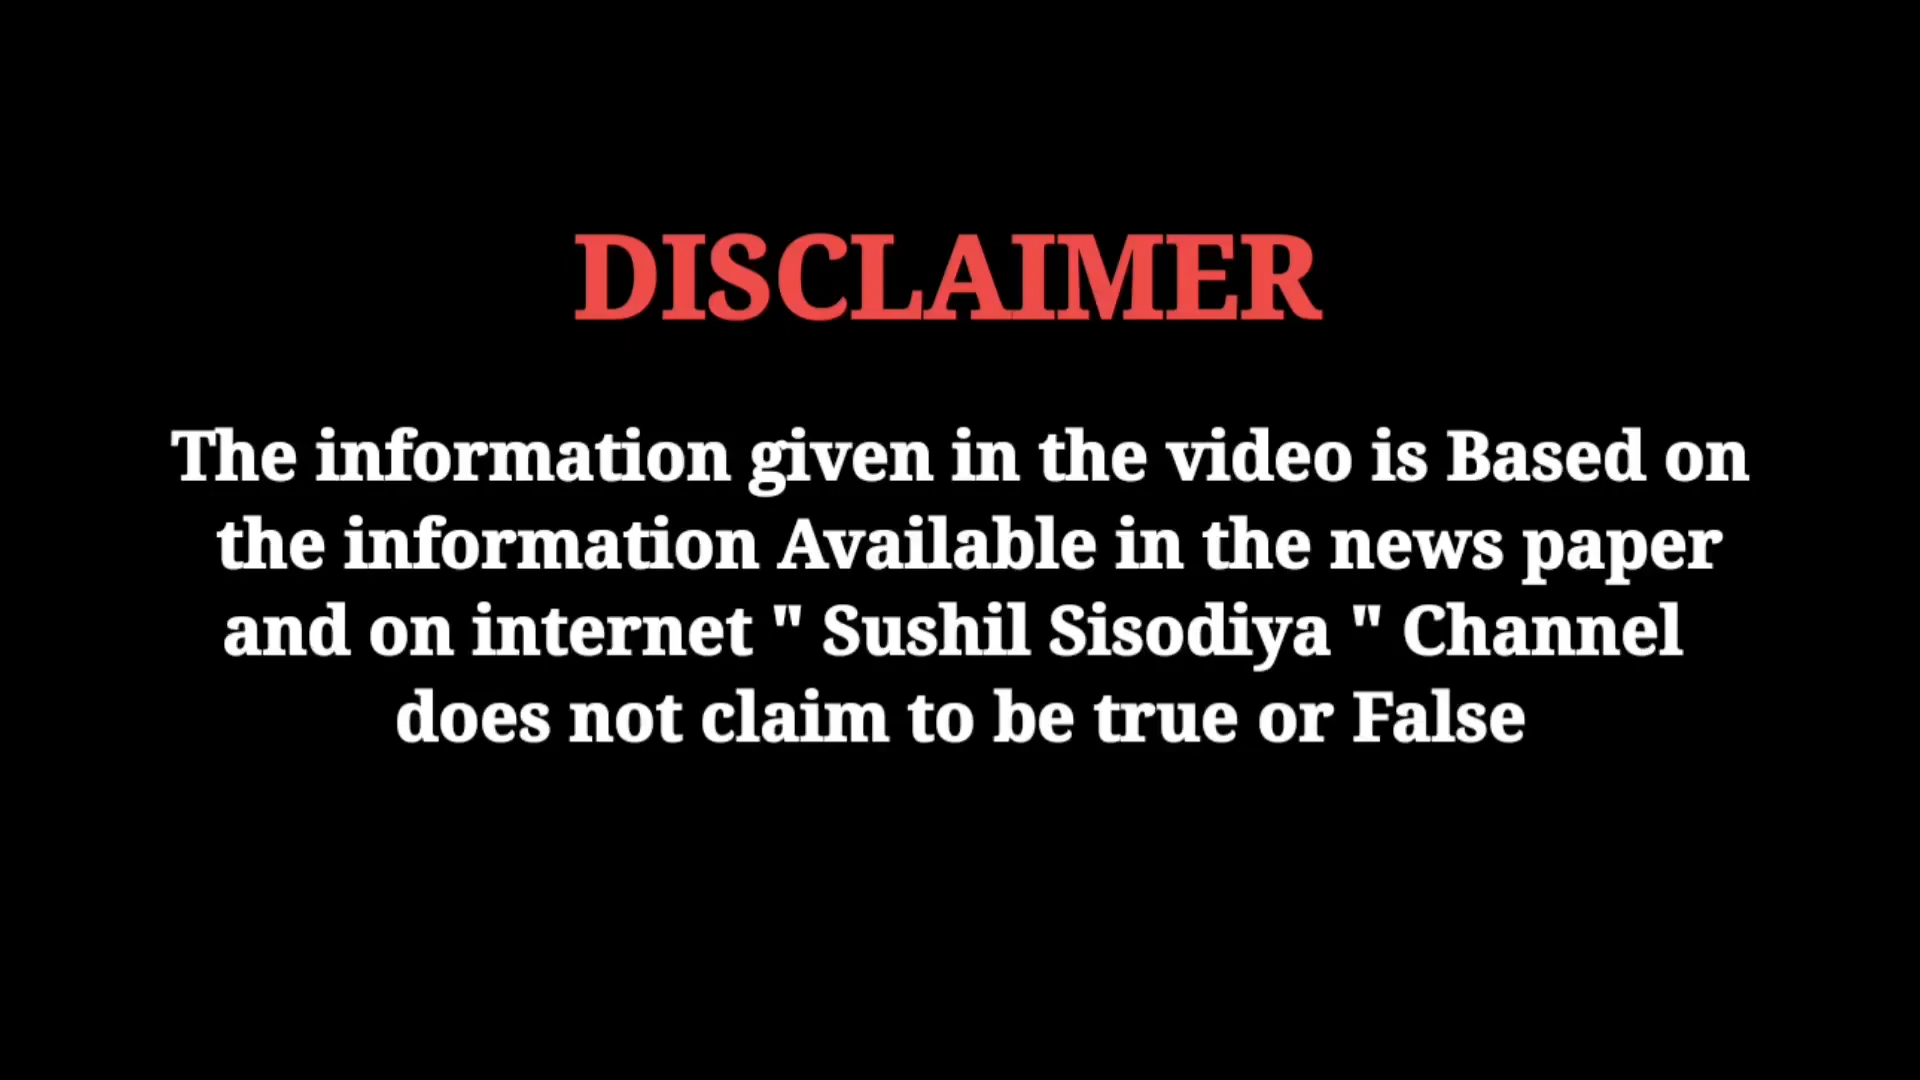 DISCLAIMER
The information given in the video is Based on
the information Available in the news paper
and on internet " Sushil Sisodiya " Channel
does not claim to be true or False